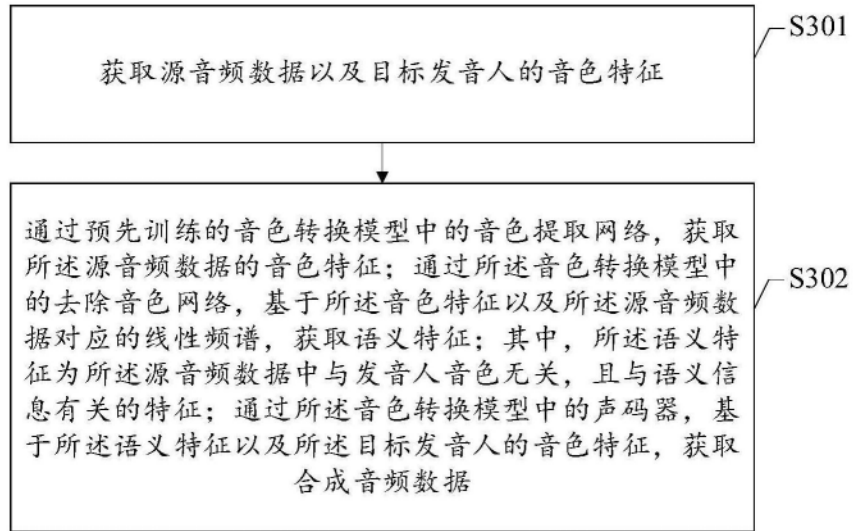 S301
获取源音频数据以及目标发音人的音色特征
通过预先训练的音色转换模型中的音色提取网络，获取
所述源音频数据的音色特征；通过所述音色转换模型中
的去除音色网络，基于所述音色特征以及所述源音频数
据对应的线性频谱，获取语义特征；其中，所述语义特
征为所述源音频数据中与发音人音色无关，且与语义信
息有关的特征；通过所述音色转换模型中的声码器，基
于所述语义特征以及所述目标发音人的音色特征，获取
合成音频数据
S302